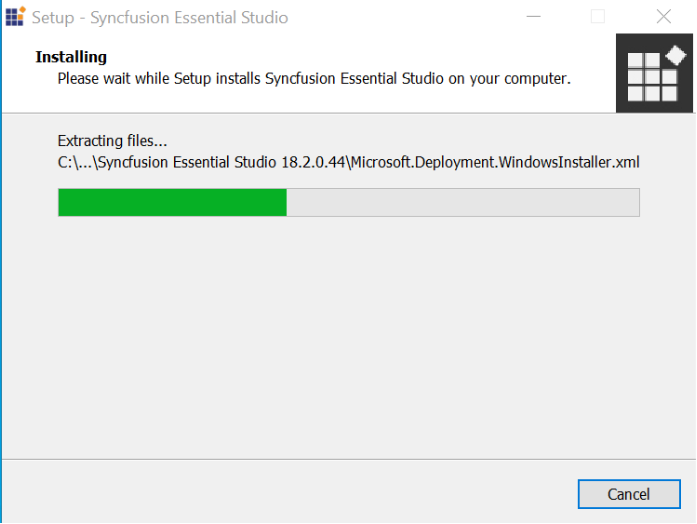 Setup - Syncfusion Essential Studio
Installing
Please wait while Setup installs Syncfusion Essential Studio on your computer.
Extracting files...
C:\...\Syncfusion Essential Studio 18.2.0.44\Microsoft.Deployment.WindowsInstaller.xml
Cancel